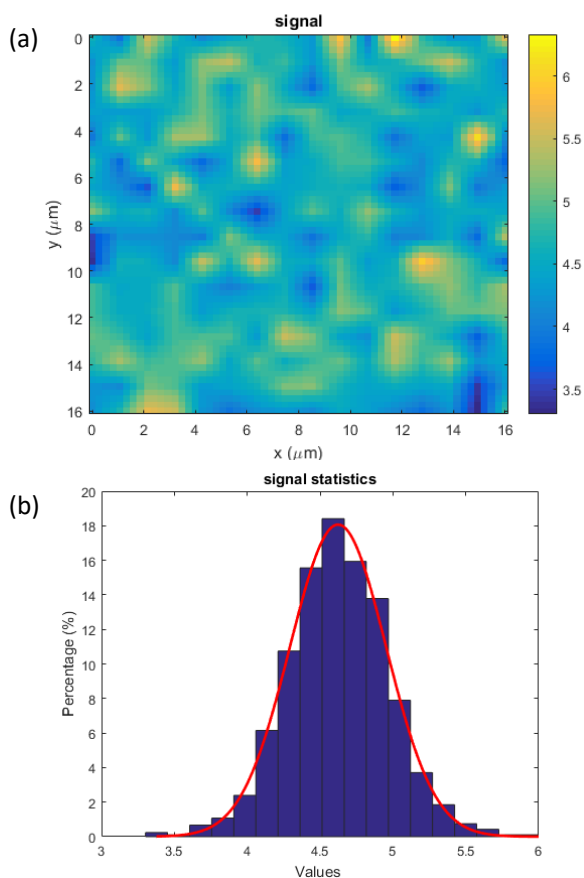 (a)
signal
0
2
4
6
8
10
12
14
16
y (μm)
0 2 4 6 8 10 12 14 16
x (μm)
6
5.5
5
4.5
4
3.5
(b)
signal statistics
20
18
16
14
12
10
8
6
4
2
0
Percentage (%)
3 3.5 4 4.5 5 5.5 6
Values